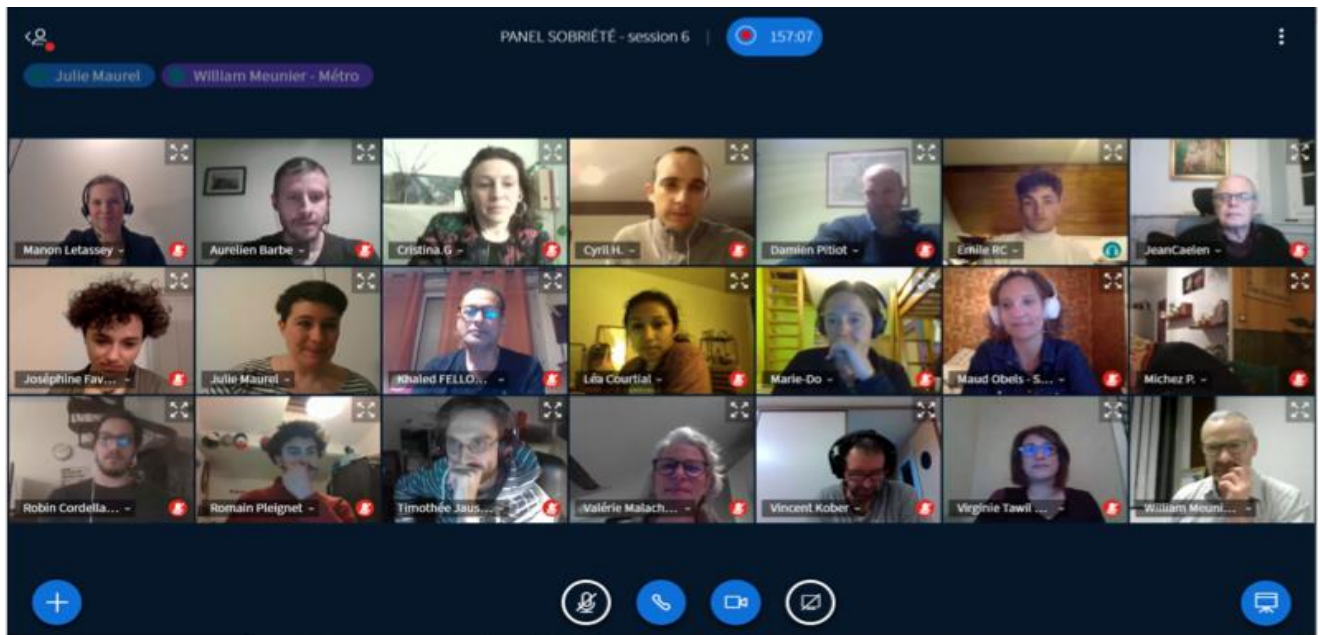 PANEL SOBRIÉTÉ - session 6
157:07
Julie Maurel
William Meunier - Métro
Manon Letassey
Aurelien Barbe
Cristina.G
Cyril H.
Damien Pitiot
Emile RC
JeanCaelen
Joséphine Fav...
Julie Maurel
Khaled FELLO...
Léa Courtial
Marie-Do
Maud Obels - S...
Michez P.
Robin Cordella...
Romain Pleignet
Timothée Jaus...
Valérie Malach...
Vincent Kober
Virginie Tawil ...
William Meuni...